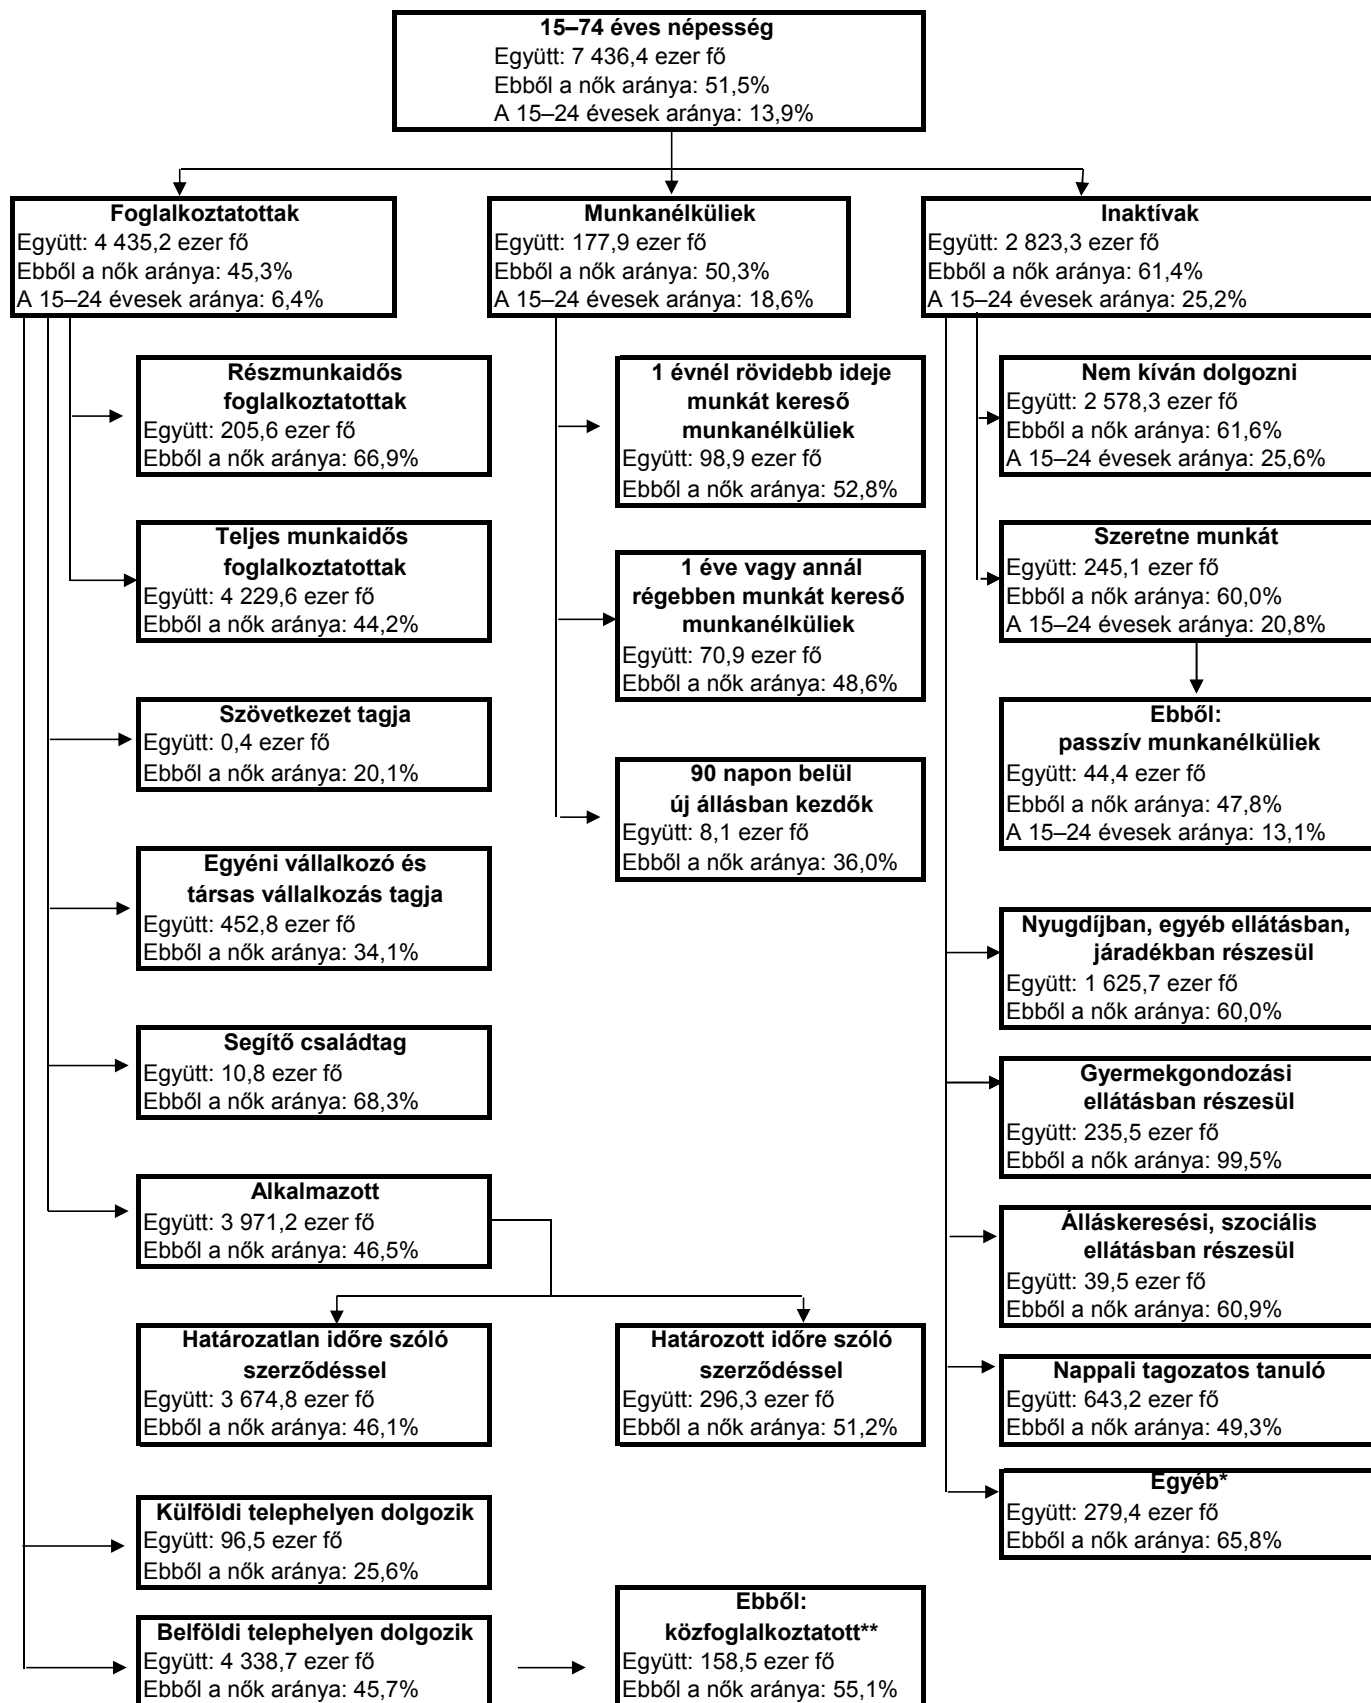 15–74 éves népesség
Együtt: 7 436,4 ezer fő
Ebből a nők aránya: 51,5%
A 15–24 évesek aránya: 13,9%
Foglalkoztatottak
Együtt: 4 435,2 ezer fő
Ebből a nők aránya: 45,3%
A 15–24 évesek aránya: 6,4%
Munkanélküliek
Együtt: 177,9 ezer fő
Ebből a nők aránya: 50,3%
A 15–24 évesek aránya: 18,6%
Inaktívak
Együtt: 2 823,3 ezer fő
Ebből a nők aránya: 61,4%
A 15–24 évesek aránya: 25,2%
Részmunkaidős
foglalkoztatottak
Együtt: 205,6 ezer fő
Ebből a nők aránya: 66,9%
Teljes munkaidős
foglalkoztatottak
Együtt: 4 229,6 ezer fő
Ebből a nők aránya: 44,2%
Szövetkezet tagja
Együtt: 0,4 ezer fő
Ebből a nők aránya: 20,1%
Egyéni vállalkozó és
társas vállalkozás tagja
Együtt: 452,8 ezer fő
Ebből a nők aránya: 34,1%
Segítő családtag
Együtt: 10,8 ezer fő
Ebből a nők aránya: 68,3%
Alkalmazott
Együtt: 3 971,2 ezer fő
Ebből a nők aránya: 46,5%
Határozatlan időre szóló
szerződéssel
Együtt: 3 674,8 ezer fő
Ebből a nők aránya: 46,1%
Határozott időre szóló
szerződéssel
Együtt: 296,3 ezer fő
Ebből a nők aránya: 51,2%
Külföldi telephelyen dolgozik
Együtt: 96,5 ezer fő
Ebből a nők aránya: 25,6%
Belföldi telephelyen dolgozik
Együtt: 4 338,7 ezer fő
Ebből a nők aránya: 45,7%
Ebből:
közfoglalkoztatott**
Együtt: 158,5 ezer fő
Ebből a nők aránya: 55,1%
1 évnél rövidebb ideje
munkát kereső
munkanélküliek
Együtt: 98,9 ezer fő
Ebből a nők aránya: 52,8%
1 éve vagy annál
régebben munkát kereső
munkanélküliek
Együtt: 70,9 ezer fő
Ebből a nők aránya: 48,6%
90 napon belül
új állásban kezdők
Együtt: 8,1 ezer fő
Ebből a nők aránya: 36,0%
Nem kíván dolgozni
Együtt: 2 578,3 ezer fő
Ebből a nők aránya: 61,6%
A 15–24 évesek aránya: 25,6%
Szeretne munkát
Együtt: 245,1 ezer fő
Ebből a nők aránya: 60,0%
A 15–24 évesek aránya: 20,8%
Ebből:
passzív munkanélküliek
Együtt: 44,4 ezer fő
Ebből a nők aránya: 47,8%
A 15–24 évesek aránya: 13,1%
Nyugdíjban, egyéb ellátásban,
járadékban részesül
Együtt: 1 625,7 ezer fő
Ebből a nők aránya: 60,0%
Gyermekgondozási
ellátásban részesül
Együtt: 235,5 ezer fő
Ebből a nők aránya: 99,5%
Álláskeresési, szociális
ellátásban részesül
Együtt: 39,5 ezer fő
Ebből a nők aránya: 60,9%
Nappali tagozatos tanuló
Együtt: 643,2 ezer fő
Ebből a nők aránya: 49,3%
Egyéb*
Együtt: 279,4 ezer fő
Ebből a nők aránya: 65,8%